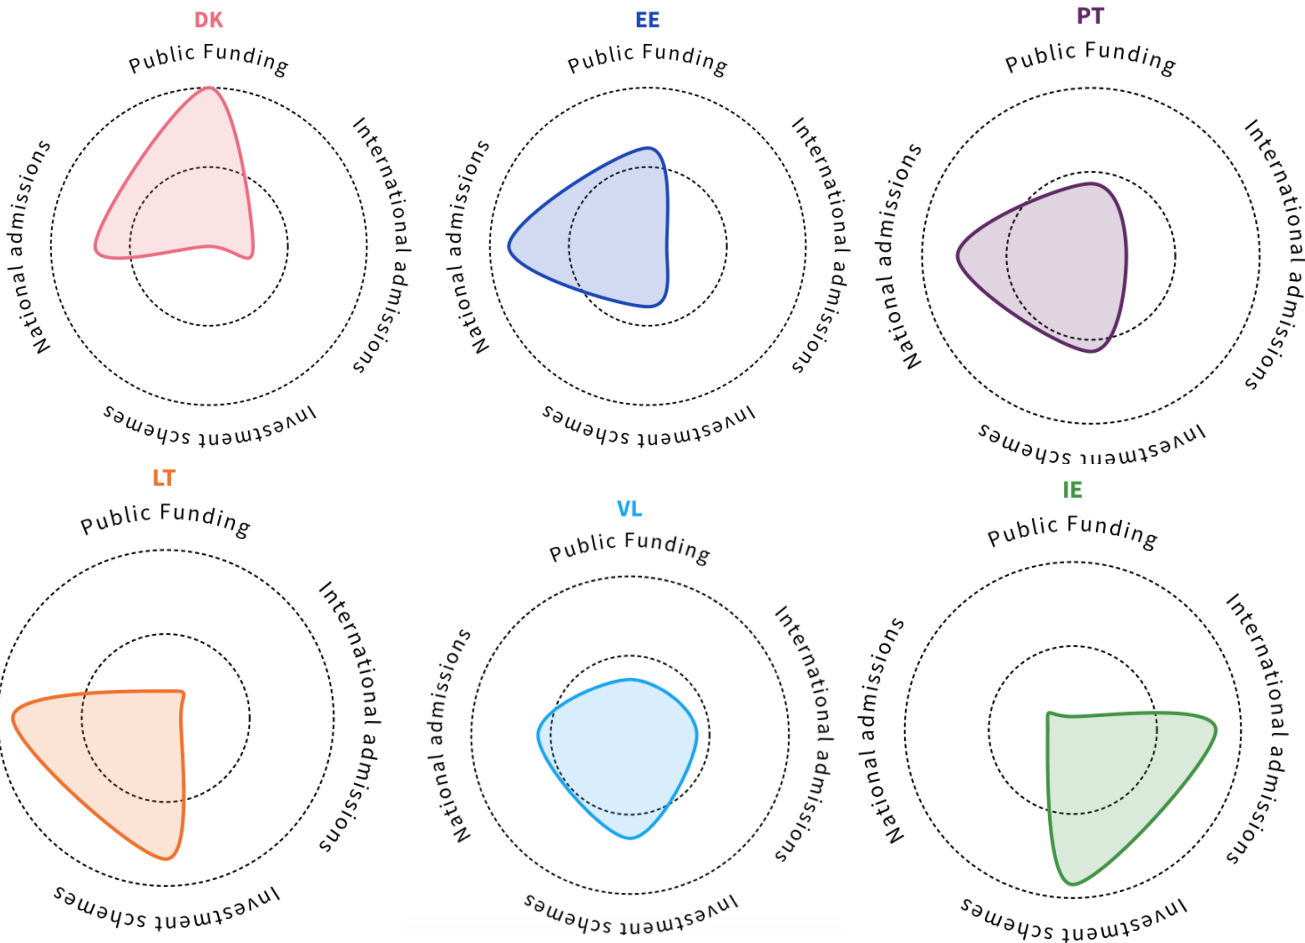 DK
Public Funding
International admissions
Investment schemes
National admissions
EE
Public Funding
International admissions
Investment schemes
National admissions
PT
Public Funding
International admissions
Investment schemes
National admissions
LT
Public Funding
International admissions
Investment schemes
VL
Public Funding
International admissions
Investment schemes
National admissions
IE
Public Funding
International admissions
Investment schemes
National admissions